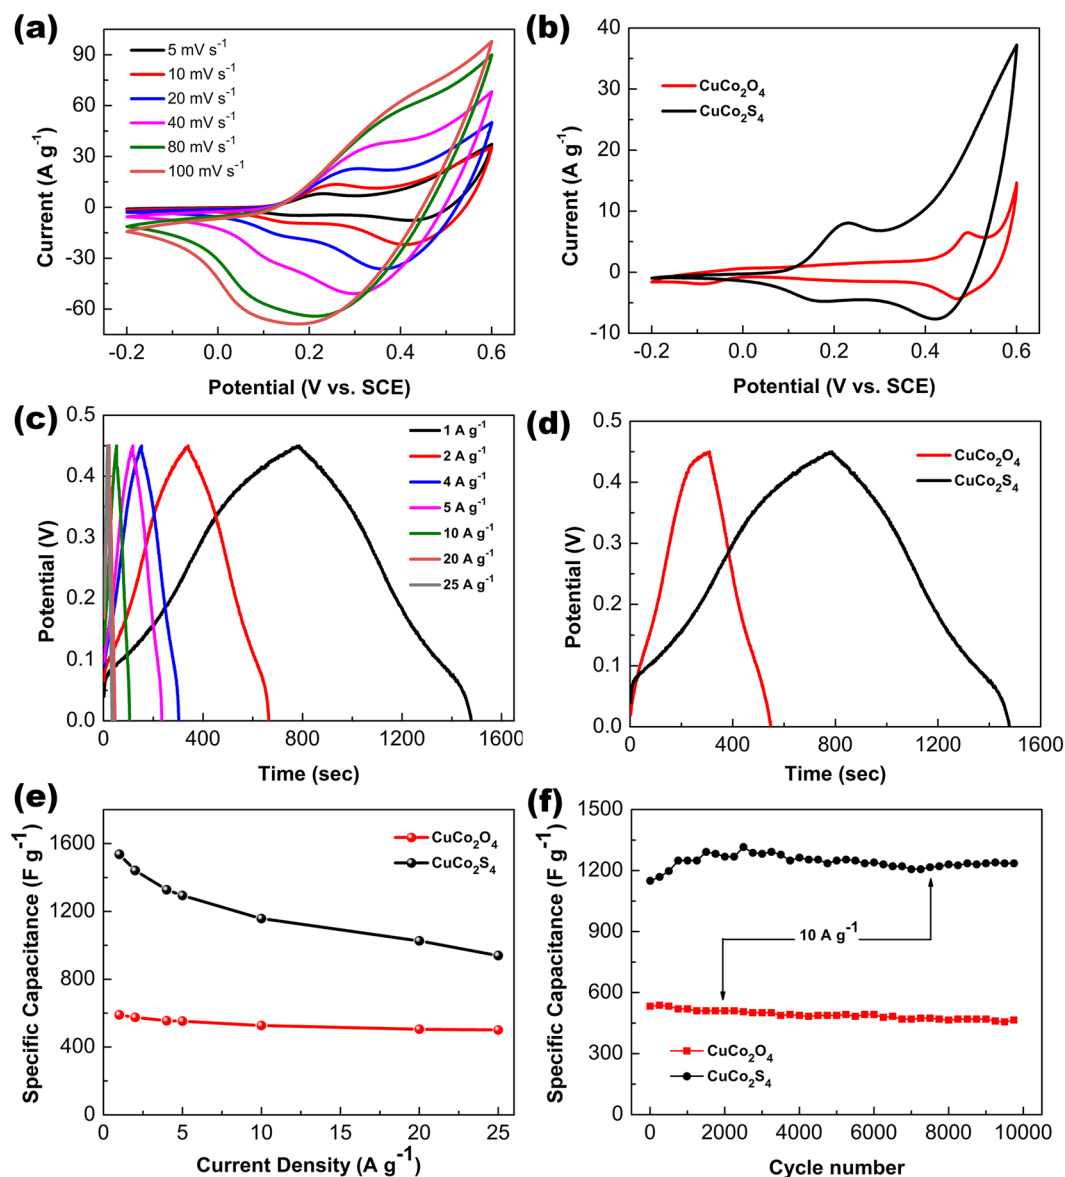 (a)
5 mV s⁻¹
10 mV s⁻¹
20 mV s⁻¹
40 mV s⁻¹
80 mV s⁻¹
100 mV s⁻¹
90
60
30
0
-30
-60
Current (A g⁻¹)
-0.2 0.0 0.2 0.4 0.6
Potential (V vs. SCE)
(b)
CuCo₂O₄
CuCo₂S₄
40
30
20
10
0
-10
Current (A g⁻¹)
-0.2 0.0 0.2 0.4 0.6
Potential (V vs. SCE)
(c)
1 A g⁻¹
2 A g⁻¹
4 A g⁻¹
5 A g⁻¹
10 A g⁻¹
20 A g⁻¹
25 A g⁻¹
0.5
0.4
0.3
0.2
0.1
0.0
Potential (V)
0 400 800 1200 1600
Time (sec)
(d)
CuCo₂O₄
CuCo₂S₄
0.5
0.4
0.3
0.2
0.1
0.0
Potential (V)
0 400 800 1200 1600
Time (sec)
(e)
CuCo₂O₄
CuCo₂S₄
1600
1200
800
400
0
Specific Capacitance (F g⁻¹)
0 5 10 15 20 25
Current Density (A g⁻¹)
(f)
1500
1200
900
600
300
0
Specific Capacitance (F g⁻¹)
10 A g⁻¹
CuCo₂O₄
CuCo₂S₄
0 2000 4000 6000 8000 10000
Cycle number